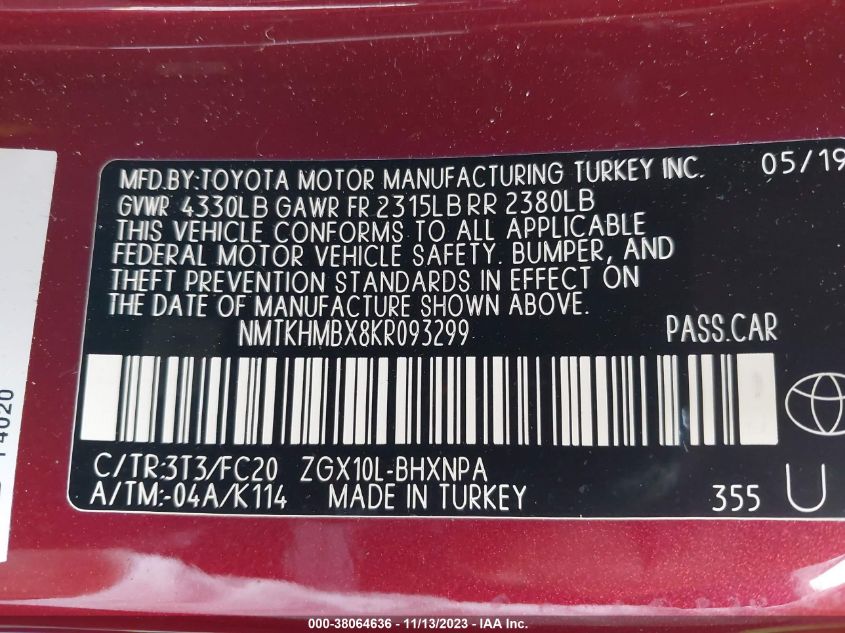 MFD.BY:TOYOTA MOTOR MANUFACTURING TURKEY INC. 05/19
GVWR 4330LB GAWR FR 2315LB RR 2380LB
THIS VEHICLE CONFORMS TO ALL APPLICABLE
FEDERAL MOTOR VEHICLE SAFETY. BUMPER, AND
THEFT PREVENTION STANDARDS IN EFFECT ON
THE DATE OF MANUFACTURE SHOWN ABOVE.
NMTKHMBX8KR093299 PASS.CAR
C/TR:3T3/FC20 ZGX10L-BHXNPA
A/TM:-04A/K114 MADE IN TURKEY 355 U
14020
000-38064636 - 11/13/2023 - IAA Inc.